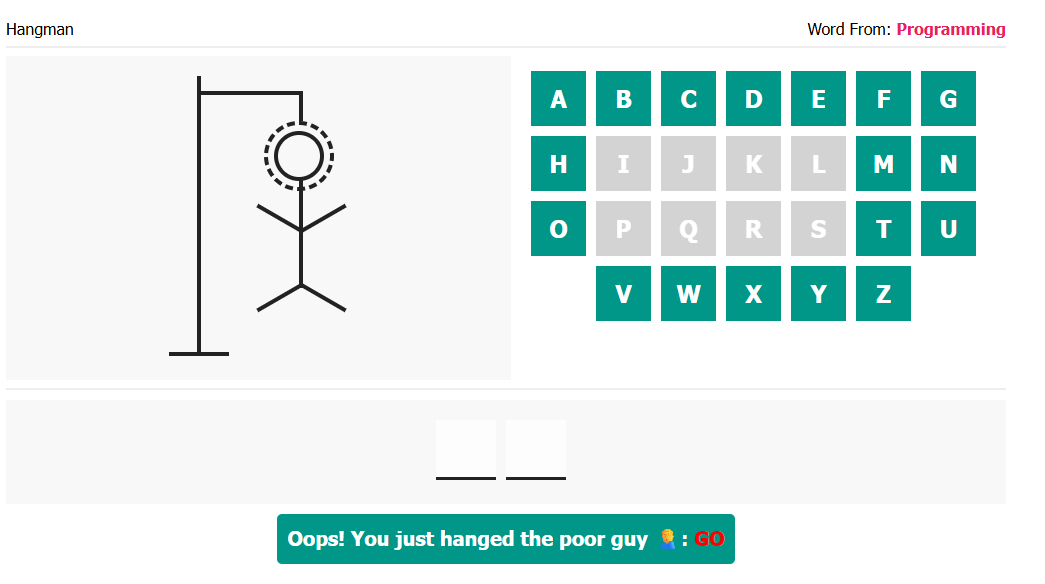 Hangman
Word From: Programming
A B C D E F G
H I J K L M N
O P Q R S T U
V W X Y Z
Oops! You just hanged the poor guy 🤦‍♂️ : GO